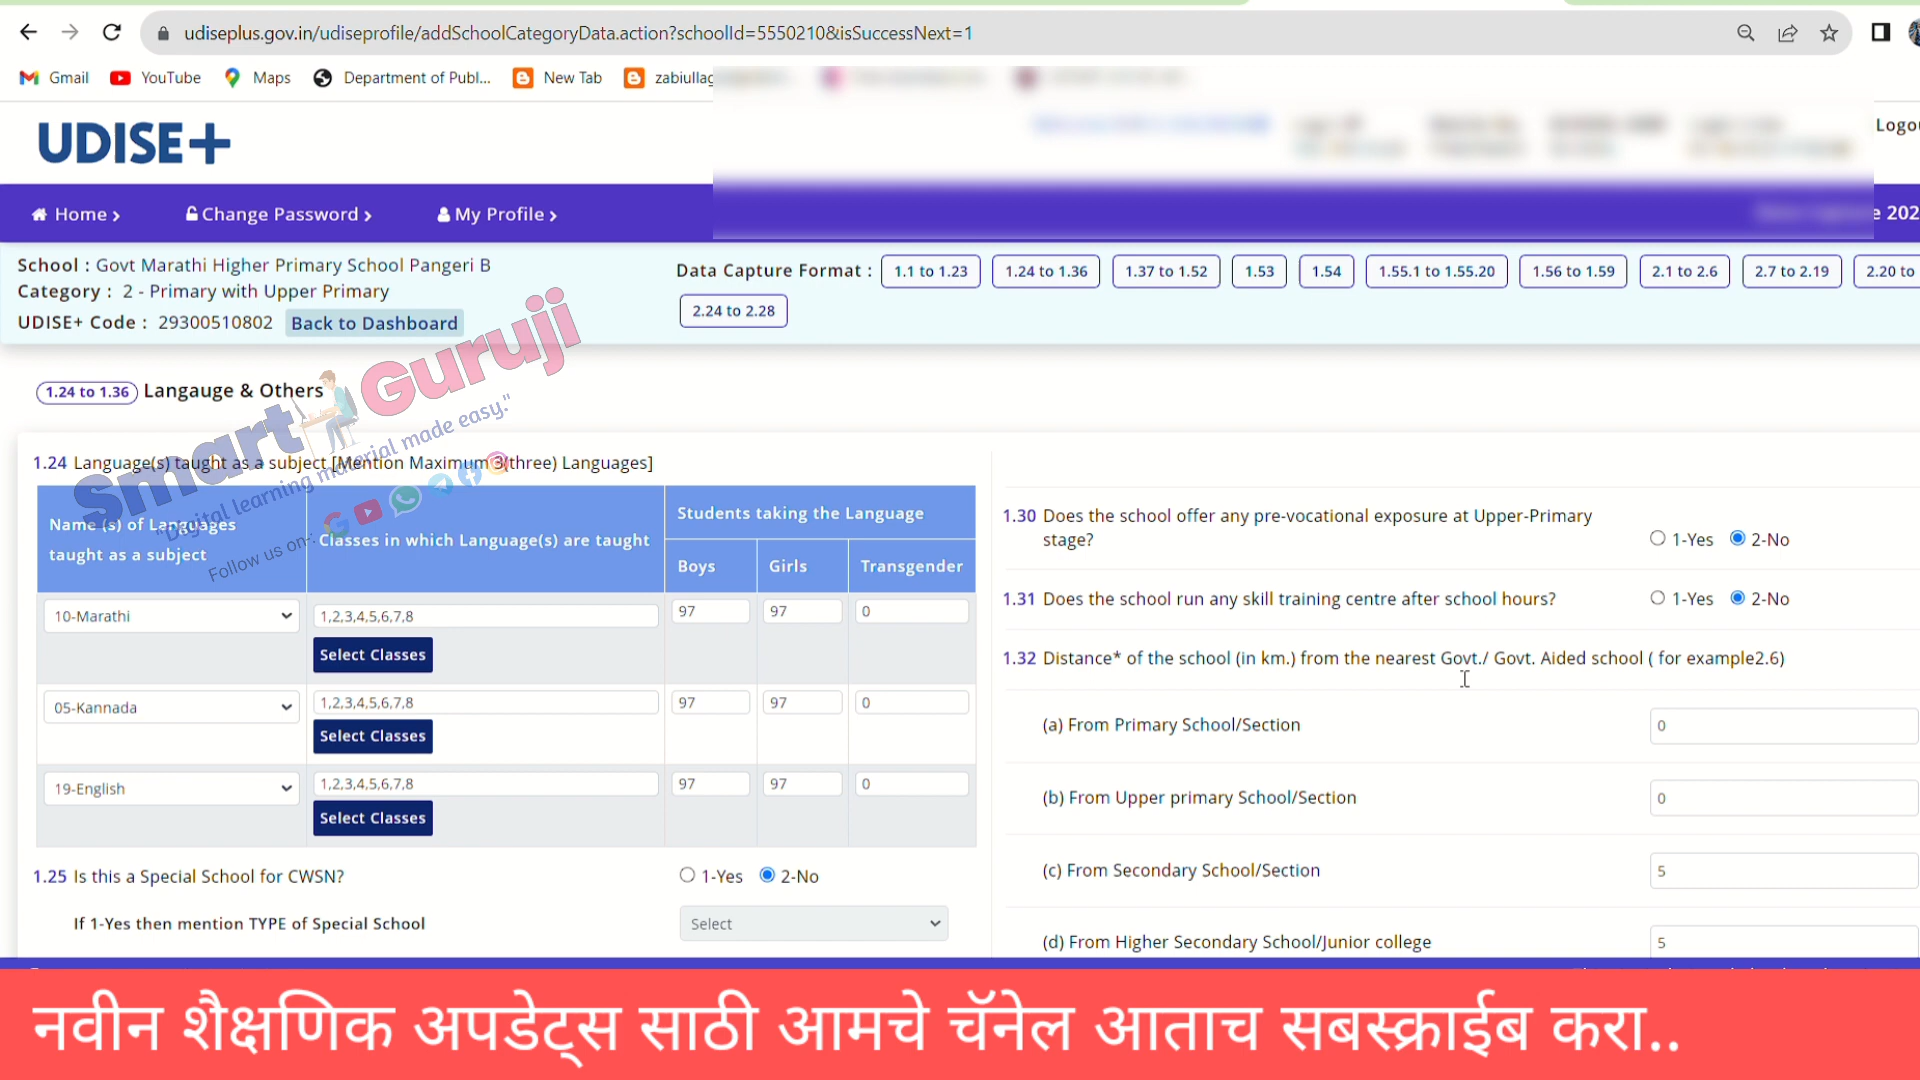 udiseplus.gov.in/udiseprofile/addSchoolCategoryData.action?schoolId=5550210&isSuccessNext=1
Gmail YouTube Maps Department of Publ... New Tab zabiullag
UDISE+
Logou
Home Change Password My Profile
e 202
School : Govt Marathi Higher Primary School Pangeri B
Category : 2 - Primary with Upper Primary
UDISE+ Code : 29300510802 Back to Dashboard
Data Capture Format : 1.1 to 1.23 1.24 to 1.36 1.37 to 1.52 1.53 1.54 1.55.1 to 1.55.20 1.56 to 1.59 2.1 to 2.6 2.7 to 2.19 2.20 to
2.24 to 2.28
1.24 to 1.36 Langauge & Others
Smart Guruji
"Digital learning material made easy."
Follow us on-:
1.24 Language(s) taught as a subject [Mention Maximum 3(three) Languages]
Name (s) of Languages taught as a subject
Classes in which Language(s) are taught
Students taking the Language
Boys Girls Transgender
10-Marathi 1,2,3,4,5,6,7,8 97 97 0
Select Classes
05-Kannada 1,2,3,4,5,6,7,8 97 97 0
Select Classes
19-English 1,2,3,4,5,6,7,8 97 97 0
Select Classes
1.25 Is this a Special School for CWSN? 1-Yes 2-No
If 1-Yes then mention TYPE of Special School Select
1.30 Does the school offer any pre-vocational exposure at Upper-Primary
stage? 1-Yes 2-No
1.31 Does the school run any skill training centre after school hours? 1-Yes 2-No
1.32 Distance* of the school (in km.) from the nearest Govt./ Govt. Aided school ( for example2.6)
(a) From Primary School/Section 0
(b) From Upper primary School/Section 0
(c) From Secondary School/Section 5
(d) From Higher Secondary School/Junior college 5
नवीन शैक्षणिक अपडेट्स साठी आमचे चॅनेल आताच सबस्क्राईब करा..